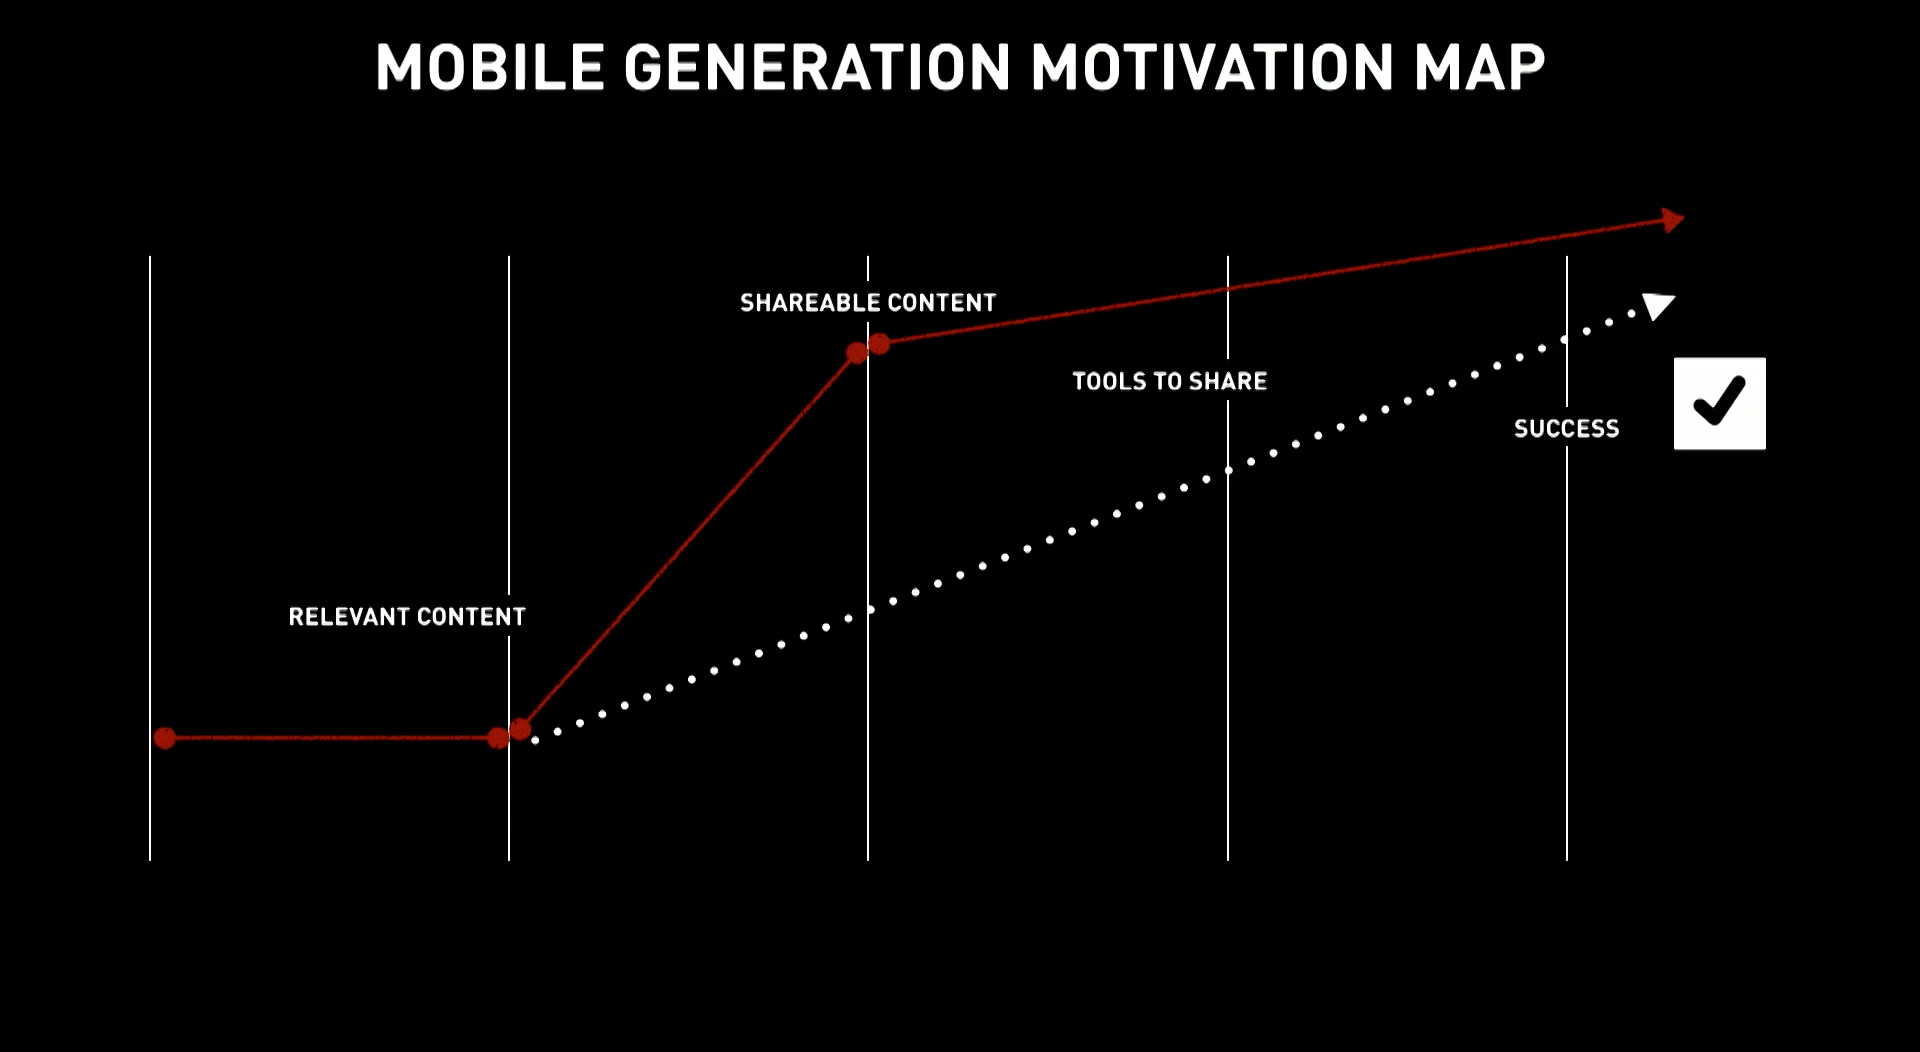 MOBILE GENERATION MOTIVATION MAP
SHAREABLE CONTENT
TOOLS TO SHARE
SUCCESS
RELEVANT CONTENT